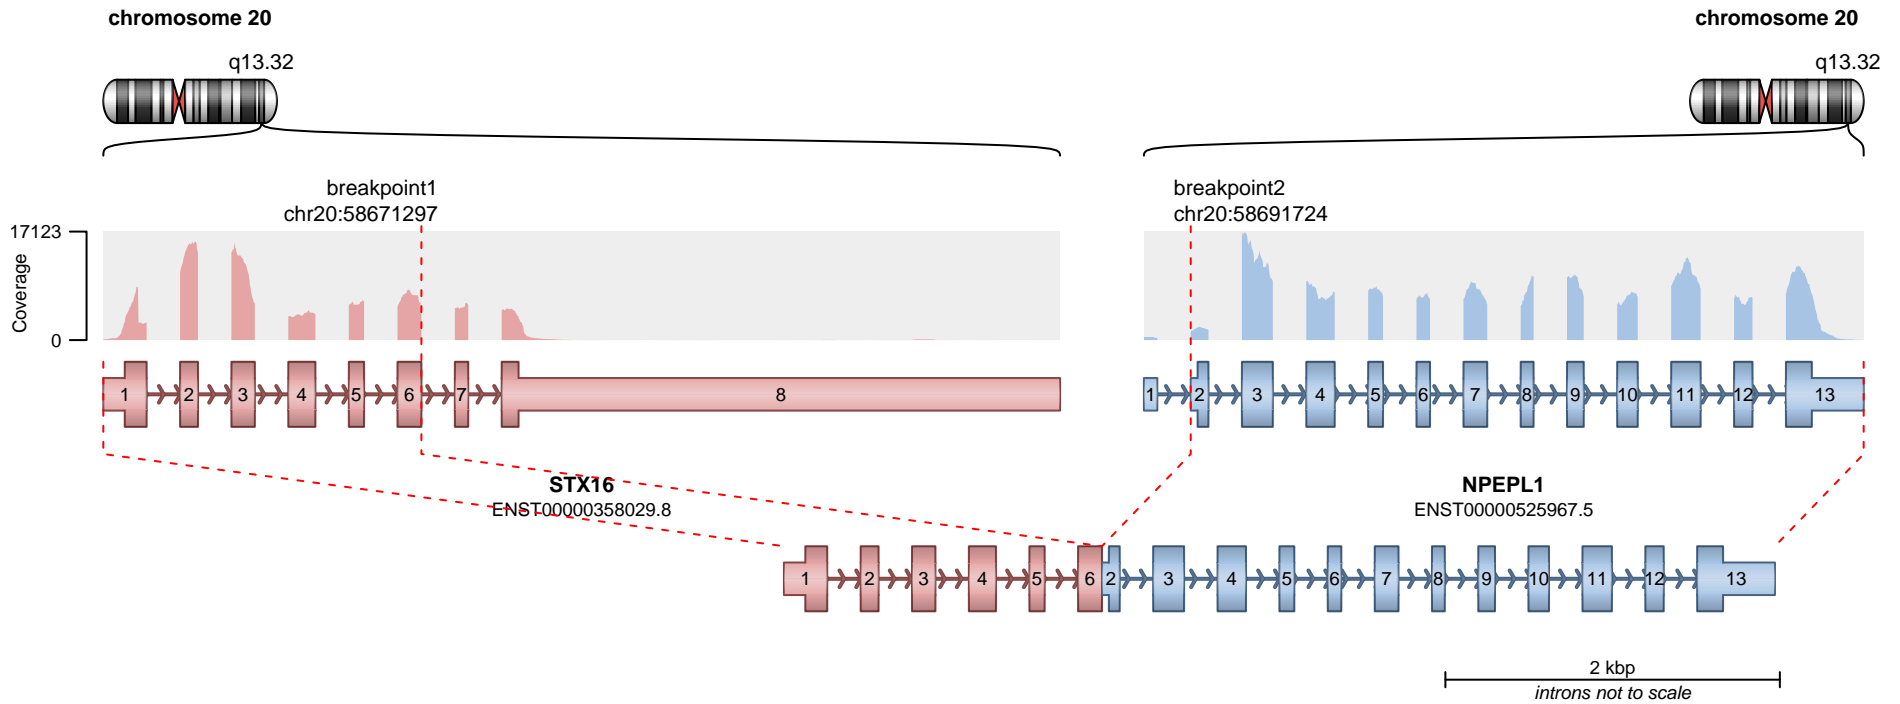 chromosome 20
chromosome 20
q13.32
q13.32
breakpoint1
chr20:58671297
breakpoint2
chr20:58691724
17123
Coverage
0
1 2 3 4 5 6 7 8
1 2 3 4 5 6 7 8 9 10 11 12 13
STX16
ENST00000358029.8
NPEPL1
ENST00000525967.5
1 2 3 4 5 6 2 3 4 5 6 7 8 9 10 11 12 13
2 kbp
introns not to scale